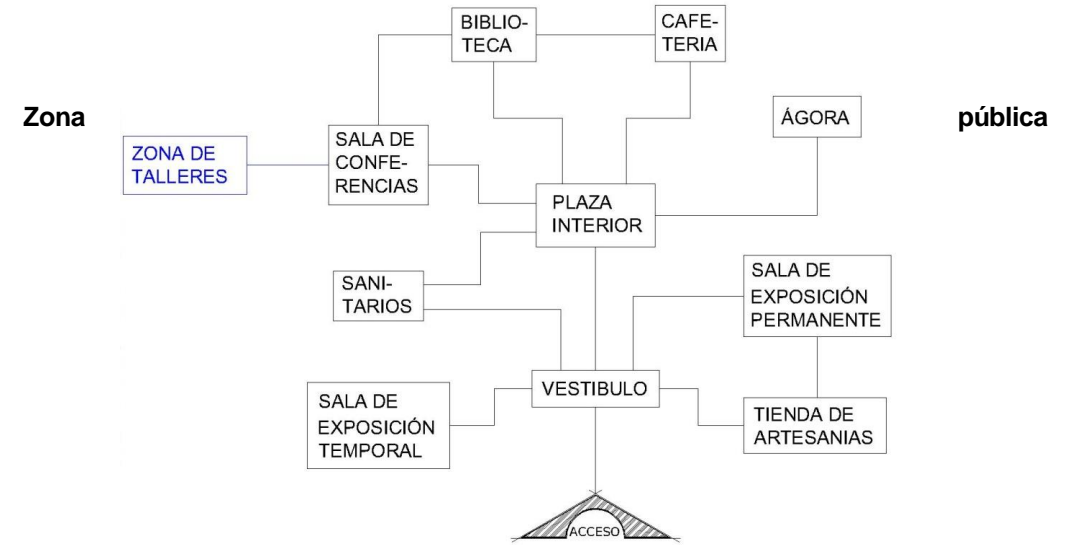 BIBLIO-
TECA
CAFE-
TERIA
Zona pública
ÁGORA
ZONA DE
TALLERES
SALA DE
CONFE-
RENCIAS
PLAZA
INTERIOR
SANI-
TARIOS
SALA DE
EXPOSICIÓN
PERMANENTE
VESTIBULO
SALA DE
EXPOSICIÓN
TEMPORAL
TIENDA DE
ARTESANIAS
ACCESO